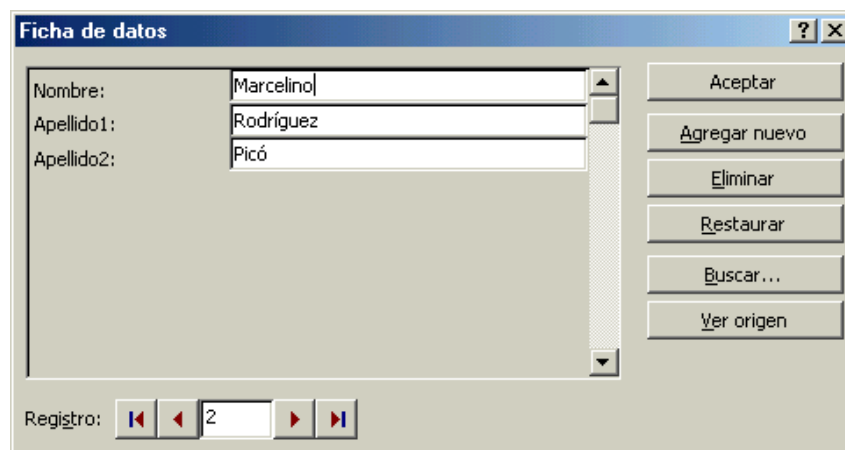 Ficha de datos
Nombre: Marcelino
Apellido1: Rodríguez
Apellido2: Picó
Aceptar
Agregar nuevo
Eliminar
Restaurar
Buscar...
Ver origen
Registro: 2